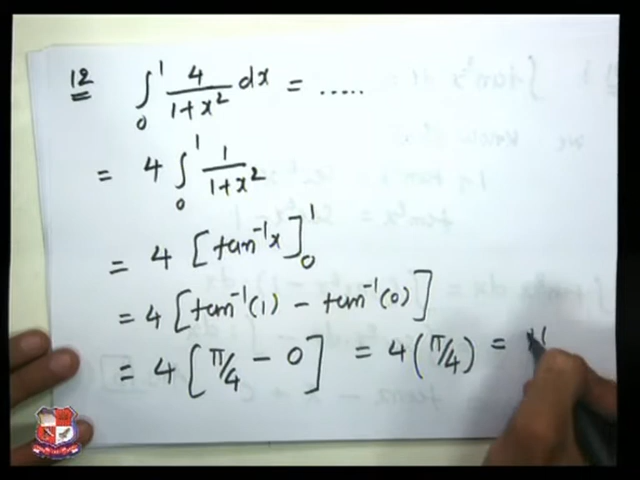 12 ∫₀¹ 4/(1+x²) dx = .....
= 4 ∫₀¹ 1/(1+x²)
= 4 [tan⁻¹x]₀¹
= 4 [tan⁻¹(1) − tan⁻¹(0)]
= 4 [π/4 − 0] = 4 (π/4) =